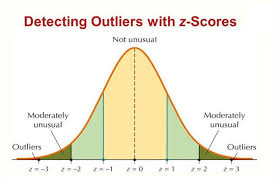 Detecting Outliers with z-Scores
Not unusual
Moderately
unusual
Moderately
unusual
Outliers
Outliers
z = −3
z = −2
z = −1
z = 0
z = 1
z = 2
z = 3